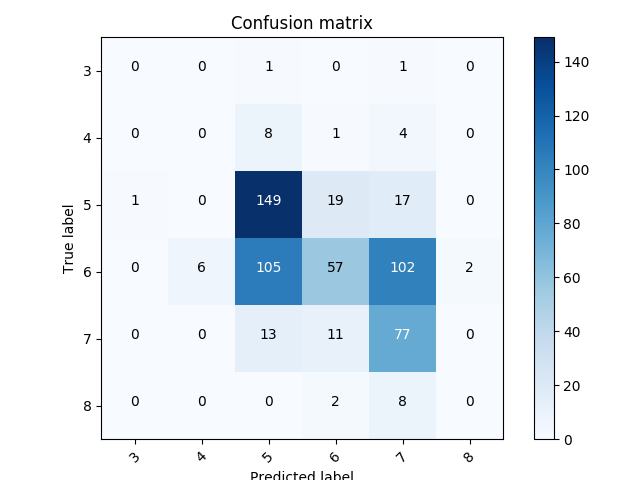 Confusion matrix
3 0 0 1 0 1 0
4 0 0 8 1 4 0
5 1 0 149 19 17 0
6 0 6 105 57 102 2
7 0 0 13 11 77 0
8 0 0 0 2 8 0
3 4 5 6 7 8
True label
Predicted label
140
120
100
80
60
40
20
0